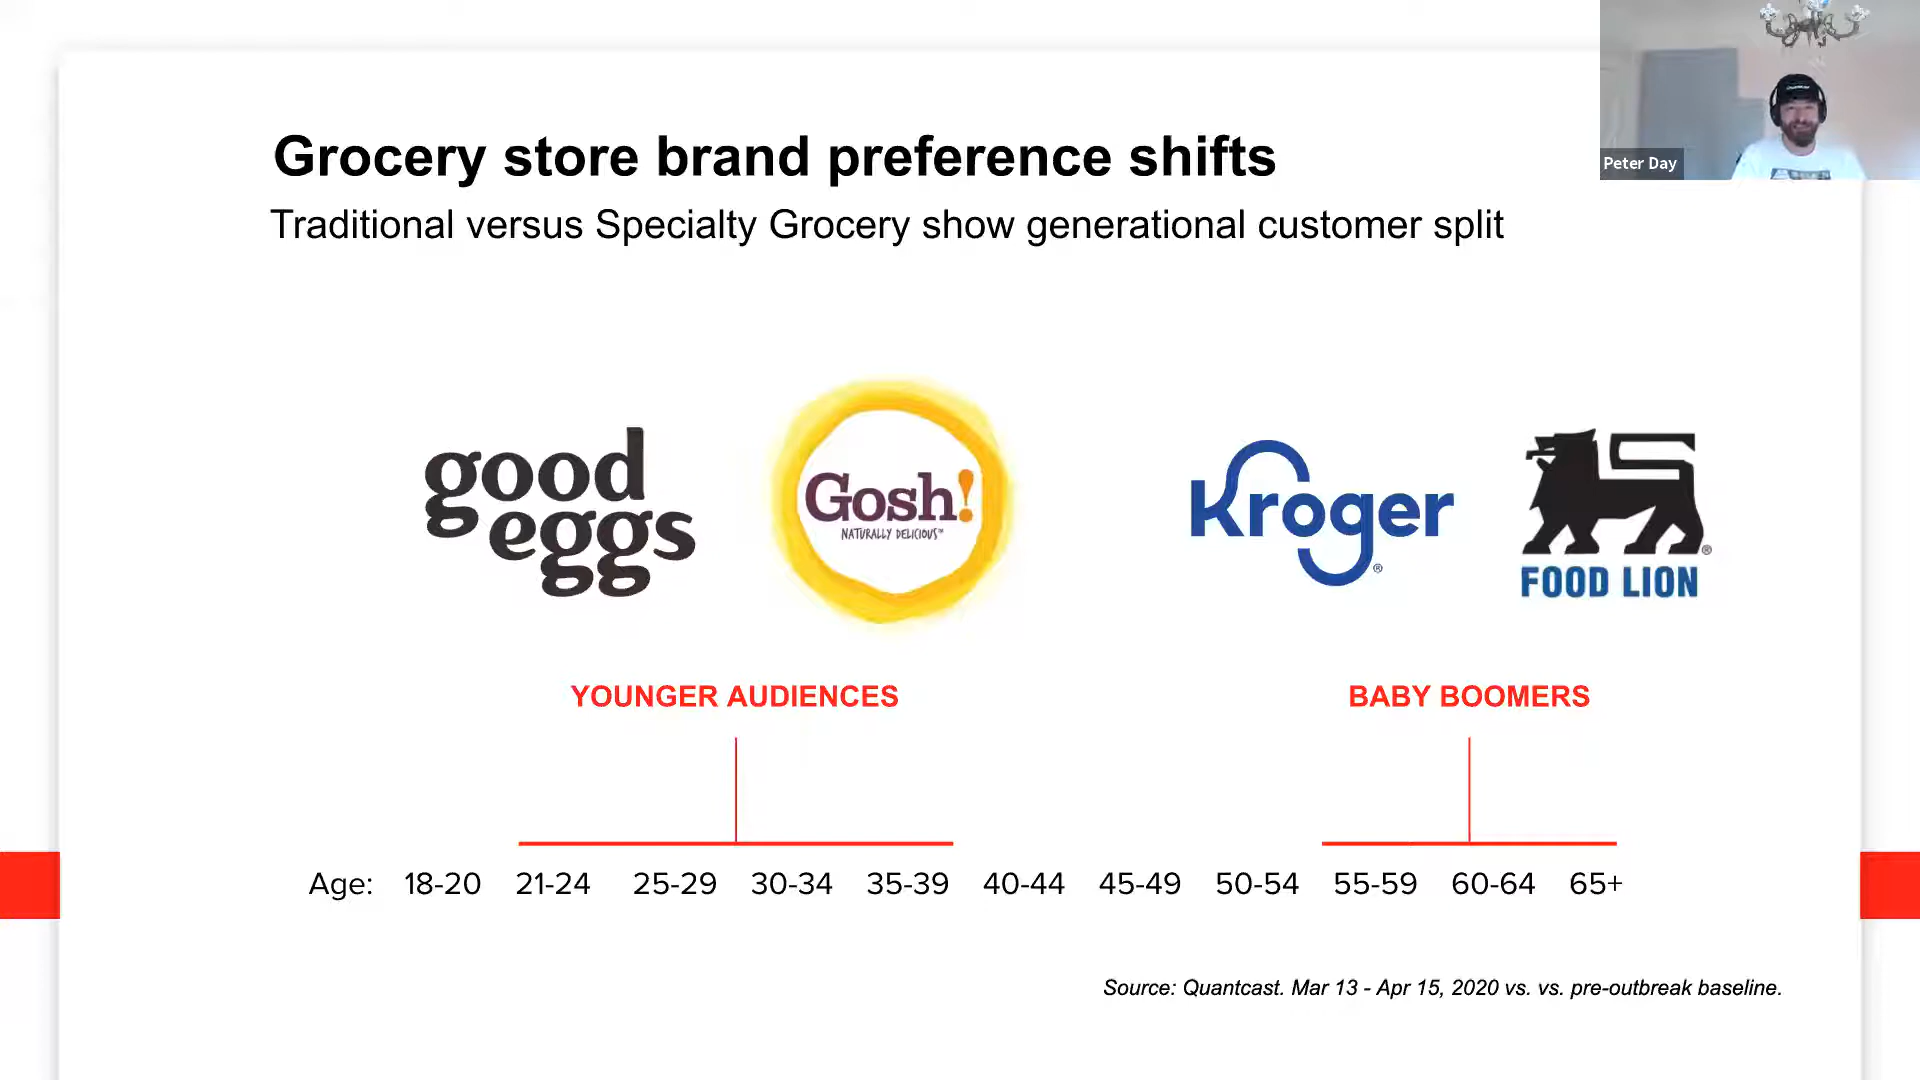 Grocery store brand preference shifts
Traditional versus Specialty Grocery show generational customer split
Peter Day
good
eggs
Gosh!
NATURALLY DELICIOUS™
Kroger®
FOOD LION®
YOUNGER AUDIENCES
BABY BOOMERS
Age: 18-20 21-24 25-29 30-34 35-39 40-44 45-49 50-54 55-59 60-64 65+
Source: Quantcast. Mar 13 - Apr 15, 2020 vs. vs. pre-outbreak baseline.